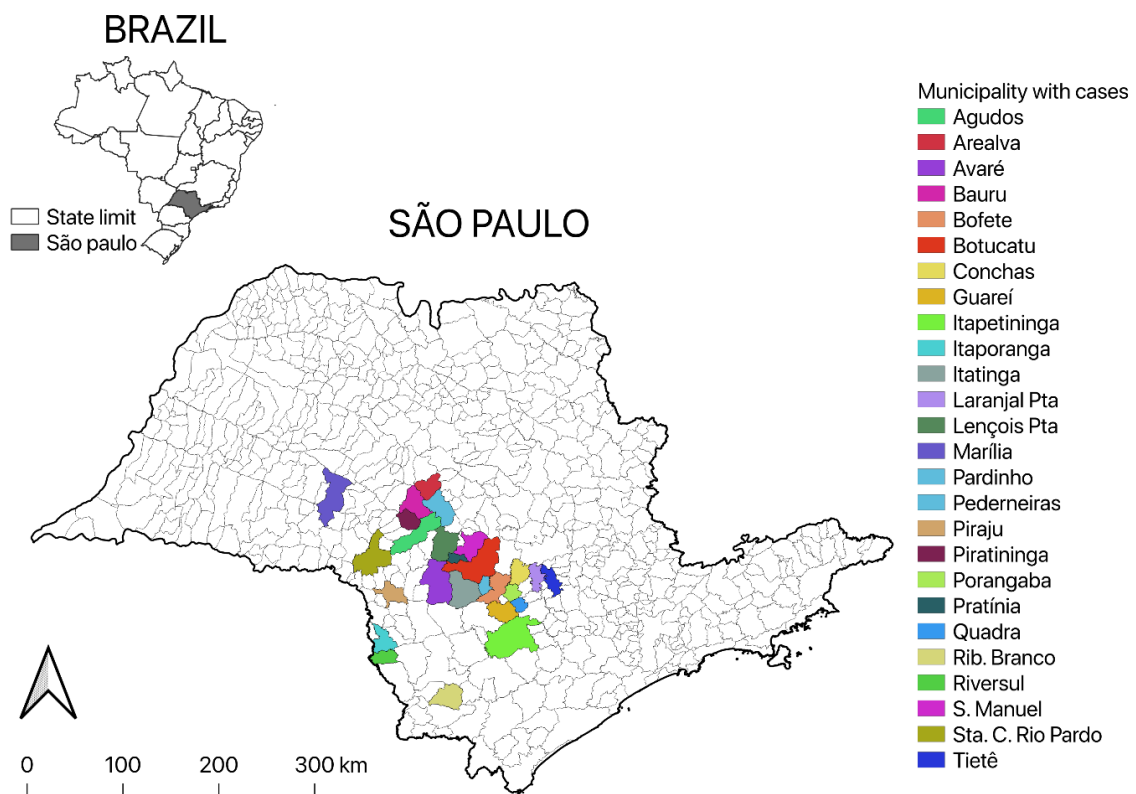 BRAZIL
State limit
São paulo
SÃO PAULO
Municipality with cases
Agudos
Arealva
Avaré
Bauru
Bofete
Botucatu
Conchas
Guareí
Itapetininga
Itaporanga
Itatinga
Laranjal Pta
Lençois Pta
Marília
Pardinho
Pederneiras
Piraju
Piratininga
Porangaba
Pratínia
Quadra
Rib. Branco
Riversul
S. Manuel
Sta. C. Rio Pardo
Tietê
0 100 200 300 km